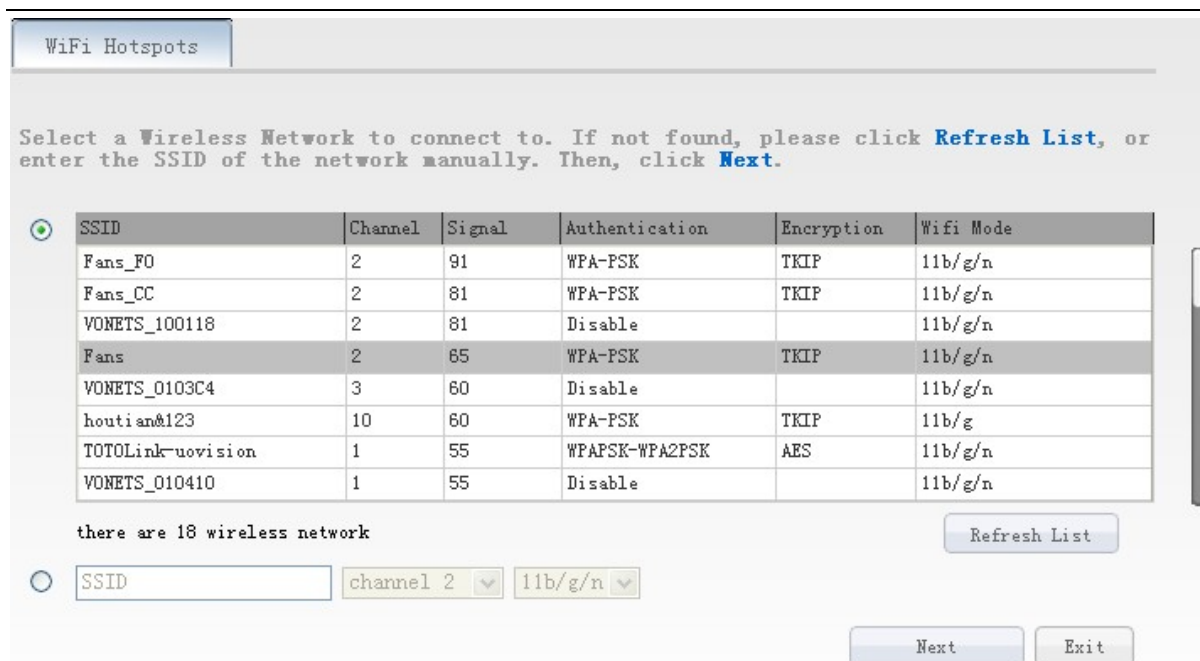 WiFi Hotspots
Select a Wireless Network to connect to. If not found, please click Refresh List, or
enter the SSID of the network manually. Then, click Next.
SSID Channel Signal Authentication Encryption Wifi Mode
Fans_FO 2 91 WPA-PSK TKIP 11b/g/n
Fans_CC 2 81 WPA-PSK TKIP 11b/g/n
VONETS_100118 2 81 Disable 11b/g/n
Fans 2 65 WPA-PSK TKIP 11b/g/n
VONETS_0103C4 3 60 Disable 11b/g/n
houtian&123 10 60 WPA-PSK TKIP 11b/g
TOTOLink-uovision 1 55 WPAPSK-WPA2PSK AES 11b/g/n
VONETS_010410 1 55 Disable 11b/g/n
there are 18 wireless network
Refresh List
SSID channel 2 11b/g/n
Next Exit